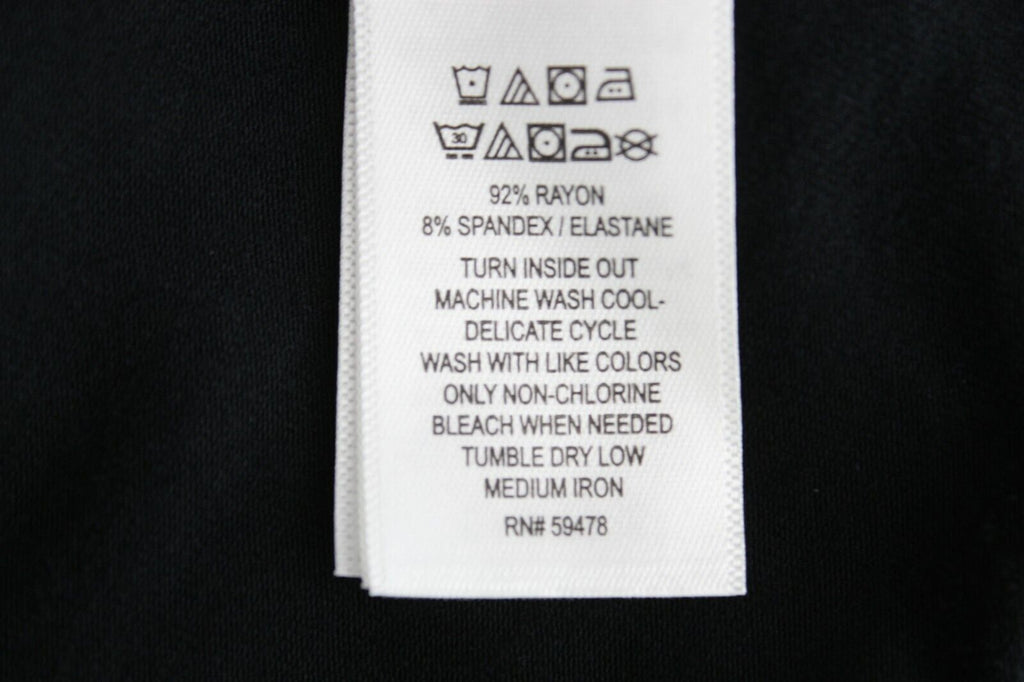 30
92% RAYON
8% SPANDEX / ELASTANE
TURN INSIDE OUT
MACHINE WASH COOL-
DELICATE CYCLE
WASH WITH LIKE COLORS
ONLY NON-CHLORINE
BLEACH WHEN NEEDED
TUMBLE DRY LOW
MEDIUM IRON
RN# 59478